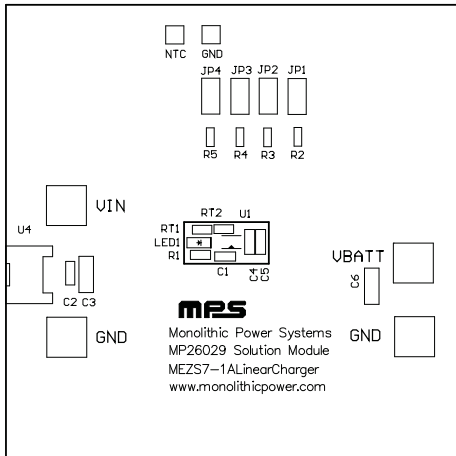 NTC GND
JP4 JP3 JP2 JP1
R5 R4 R3 R2
VIN
U4
RT2 U1
RT1
LED1
R1
C1 C4 C5
VBATT
C6
C2 C3
GND
GND
MPS
Monolithic Power Systems
MP26029 Solution Module
MEZS7-1ALinearCharger
www.monolithicpower.com